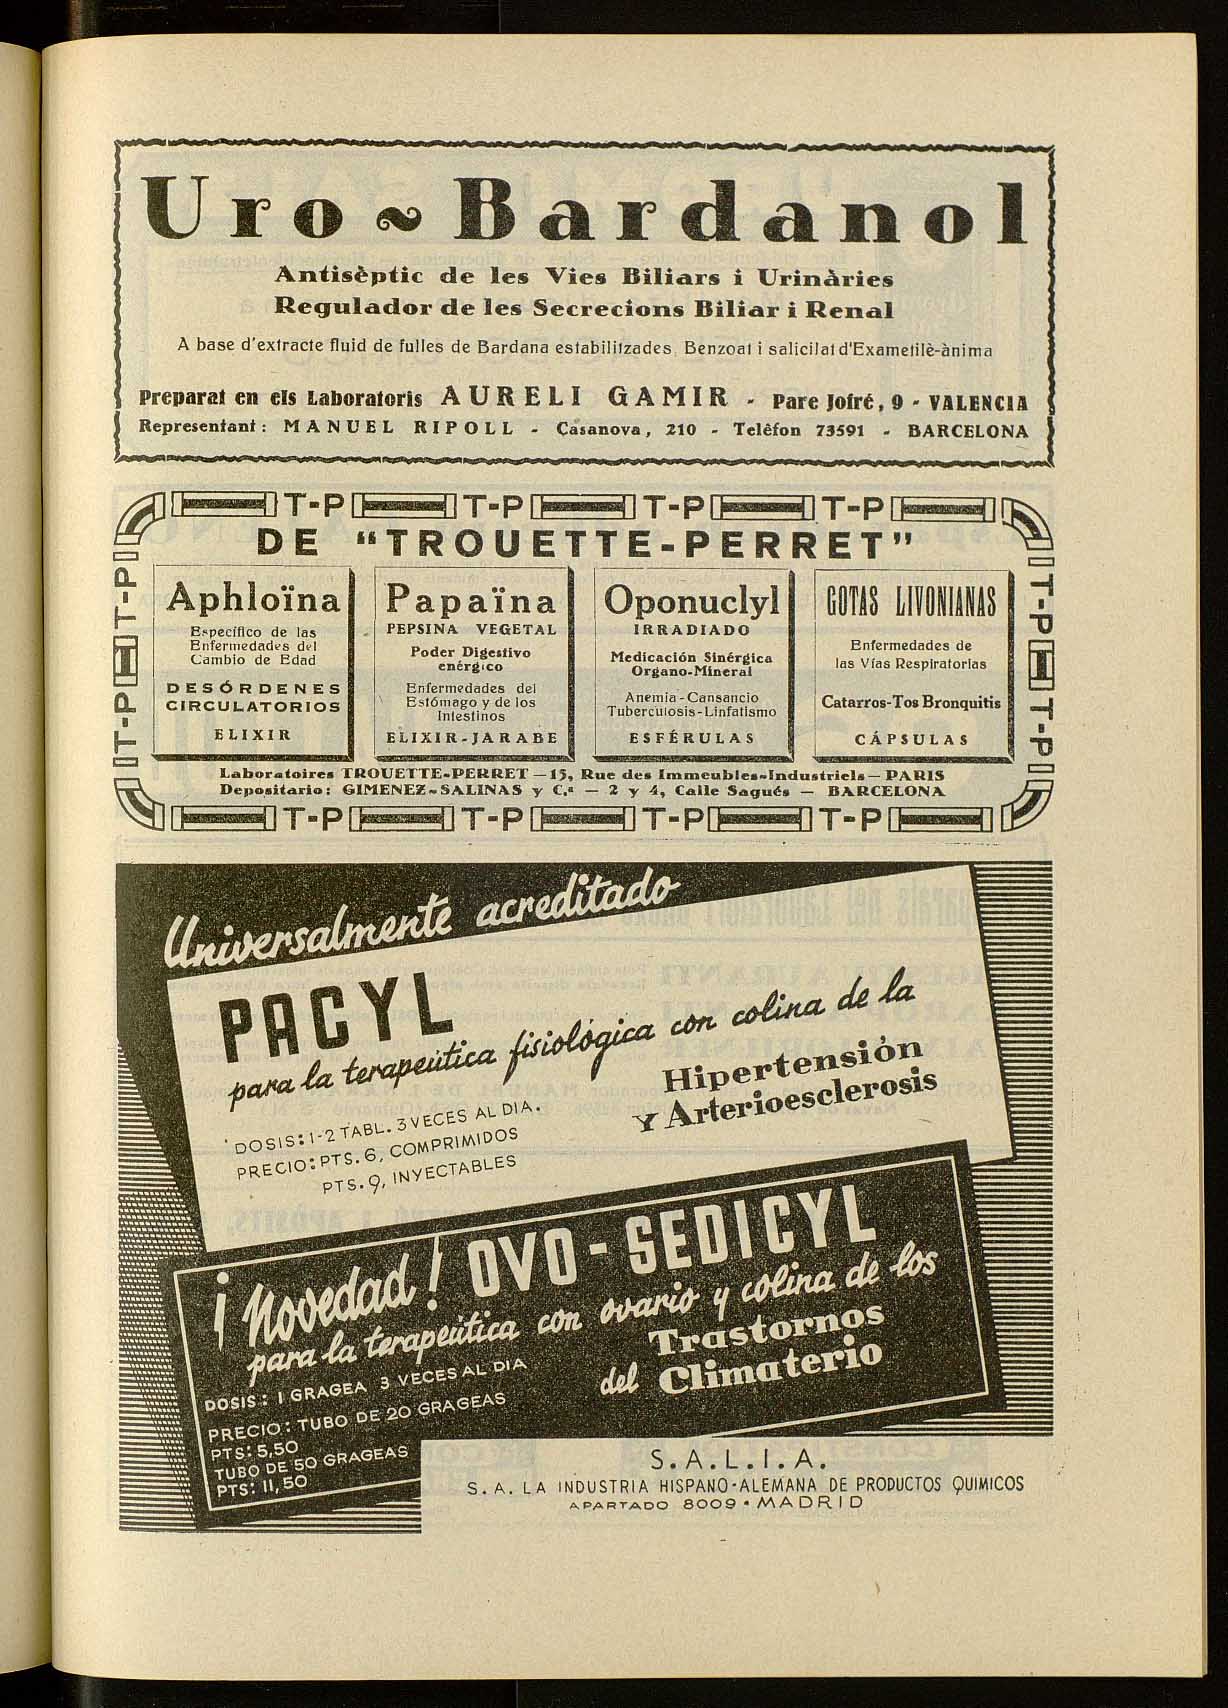 Uro~Bardanol
Antisèptic de les Vies Biliars i Urinàries
Regulador de les Secrecions Biliar i Renal
A base d'extracte fluid de fulles de Bardana estabilitzades, Benzoat i salicilat d'Exametilè-ànima
Preparat en els Laboratoris AURELI GAMIR - Pare Jofré, 9 - VALENCIA
Representant: MANUEL RIPOLL - Casanova, 210 - Telèfon 73591 - BARCELONA
T-P T-P T-P T-P
DE "TROUETTE-PERRET"
T-P I T-P
Aphloïna
Específico de las
Enfermedades del
Cambio de Edad
DESÓRDENES
CIRCULATORIOS
ELIXIR
Papaïna
PEPSINA VEGETAL
Poder Digestivo
enérgico
Enfermedades del
Estómago y de los
Intestinos
ELIXIR-JARABE
Oponuclyl
IRRADIADO
Medicación Sinérgica
Organo-Mineral
Anemia-Cansancio
Tuberculosis-Linfatismo
ESFÉRULAS
GOTAS LIVONIANAS
Enfermedades de
las Vías Respiratorias
Catarros-Tos Bronquitis
CÁPSULAS
T-P I T-P
Laboratoires TROUETTE-PERRET — 15, Rue des Immeubles-Industriels — PARIS
Depositario: GIMENEZ-SALINAS y C.ª — 2 y 4, Calle Sagués — BARCELONA
T-P T-P T-P T-P
Universalmente acreditado
PACYL
para la terapeútica fisiológica con colina de la
Hipertensión
Y Arterioesclerosis
DOSIS: 1-2 TABL. 3 VECES AL DIA.
PRECIO: PTS. 6, COMPRIMIDOS
PTS. 9, INYECTABLES
¡Novedad! OVO-SEDICYL
para la terapeútica con ovario y colina de los
Trastornos
del Climaterio
DOSIS: 1 GRAGEA 3 VECES AL DIA
PRECIO: TUBO DE 20 GRAGEAS
PTS: 5,50
TUBO DE 50 GRAGEAS
PTS: 11,50
S.A.L.I.A.
S.A. LA INDUSTRIA HISPANO-ALEMANA DE PRODUCTOS QUIMICOS
APARTADO 8009 • MADRID